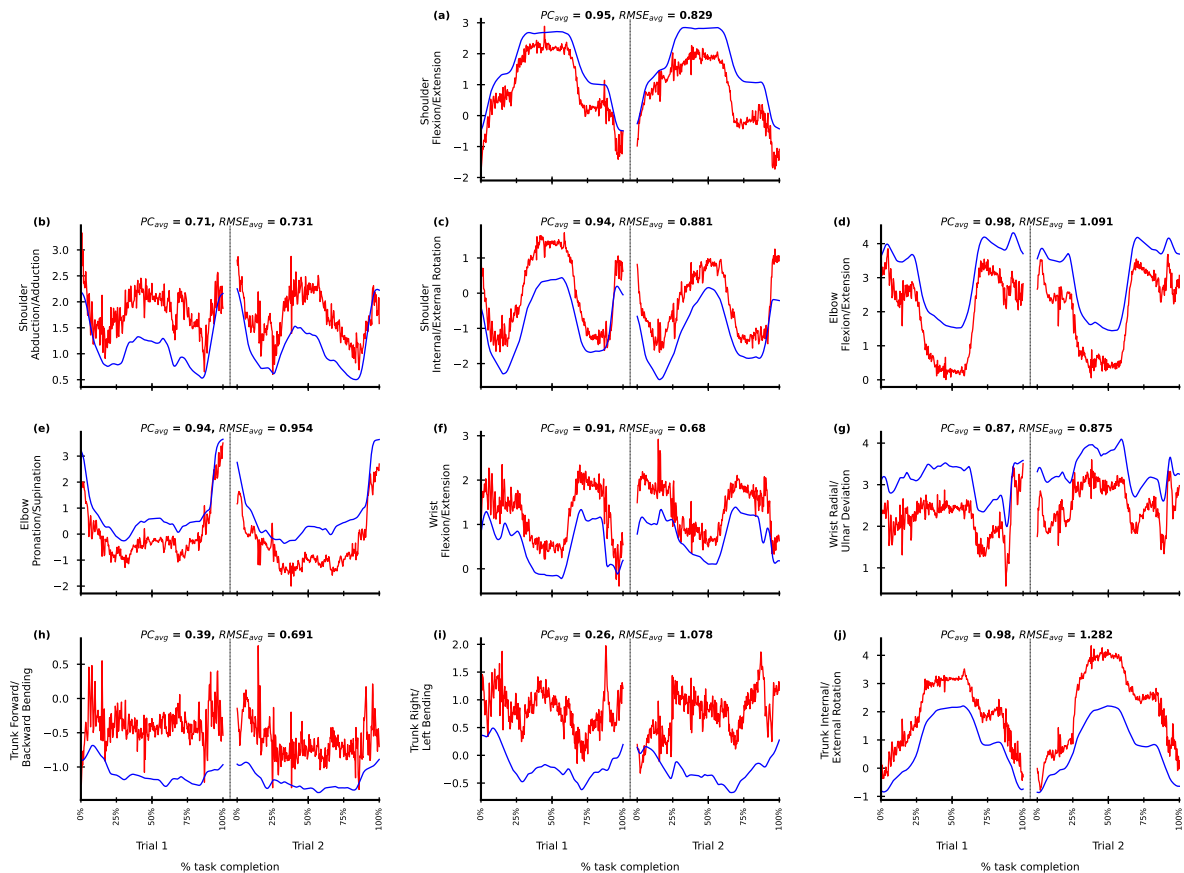 (a) PCavg = 0.95, RMSEavg = 0.829
Shoulder
Flexion/Extension
3
2
1
0
−1
−2
(b) PCavg = 0.71, RMSEavg = 0.731
Shoulder
Abduction/Adduction
3.0
2.5
2.0
1.5
1.0
0.5
(c) PCavg = 0.94, RMSEavg = 0.881
Shoulder
Internal/External Rotation
1
0
−1
−2
(d) PCavg = 0.98, RMSEavg = 1.091
Elbow
Flexion/Extension
4
3
2
1
0
(e) PCavg = 0.94, RMSEavg = 0.954
Elbow
Pronation/Supination
3
2
1
0
−1
−2
(f) PCavg = 0.91, RMSEavg = 0.68
Wrist
Flexion/Extension
3
2
1
0
(g) PCavg = 0.87, RMSEavg = 0.875
Wrist Radial/
Ulnar Deviation
4
3
2
1
(h) PCavg = 0.39, RMSEavg = 0.691
Trunk Forward/
Backward Bending
0.5
0.0
−0.5
−1.0
0% 25% 50% 75% 100% 0% 25% 50% 75% 100%
Trial 1 Trial 2
% task completion
(i) PCavg = 0.26, RMSEavg = 1.078
Trunk Right/
Left Bending
2.0
1.5
1.0
0.5
0.0
−0.5
0% 25% 50% 75% 100% 0% 25% 50% 75% 100%
Trial 1 Trial 2
% task completion
(j) PCavg = 0.98, RMSEavg = 1.282
Trunk Internal/
External Rotation
4
3
2
1
0
−1
0% 25% 50% 75% 100% 0% 25% 50% 75% 100%
Trial 1 Trial 2
% task completion